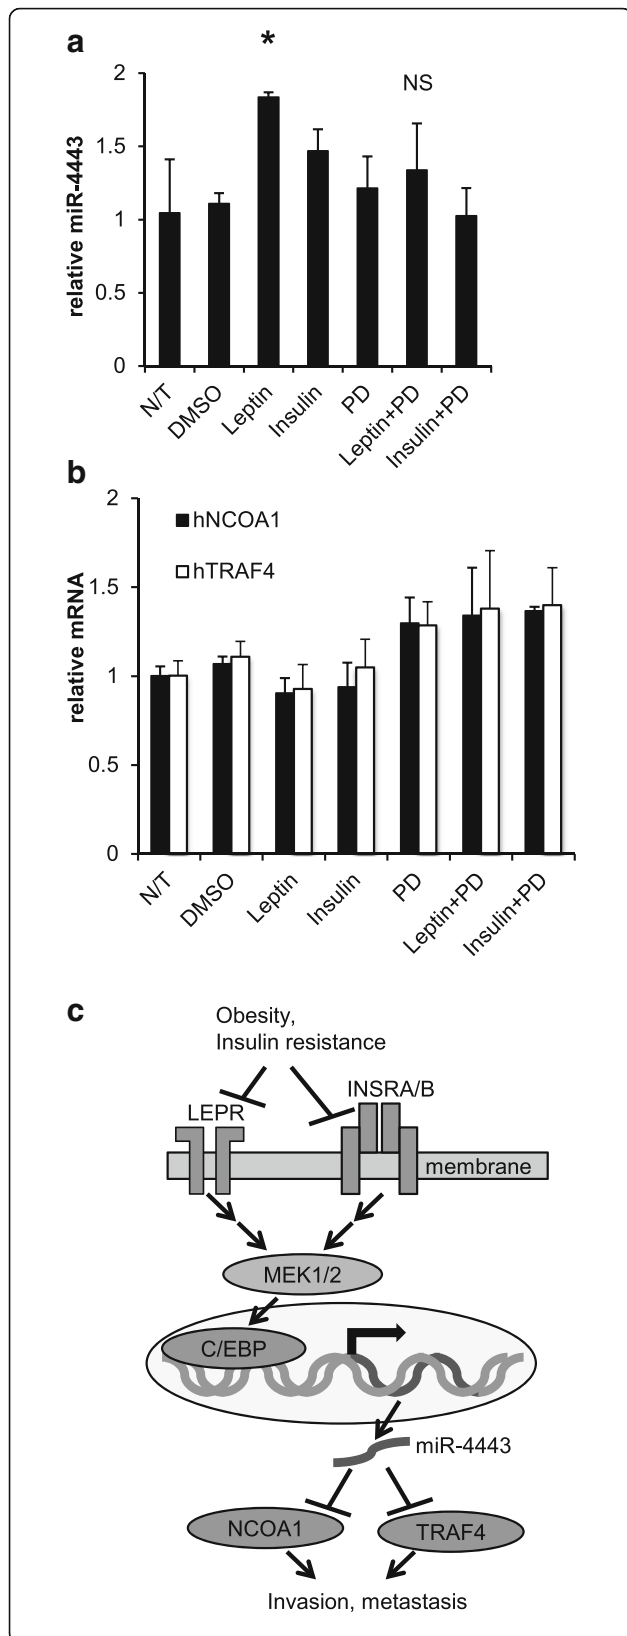 a
*
NS
relative miR-4443
2
1.5
1
0.5
0
N/T
DMSO
Leptin
Insulin
PD
Leptin+PD
Insulin+PD
b
hNCOA1
hTRAF4
relative mRNA
2
1.5
1
0.5
0
N/T
DMSO
Leptin
Insulin
PD
Leptin+PD
Insulin+PD
c
Obesity,
Insulin resistance
LEPR
INSRA/B
membrane
MEK1/2
C/EBP
miR-4443
NCOA1
TRAF4
Invasion, metastasis